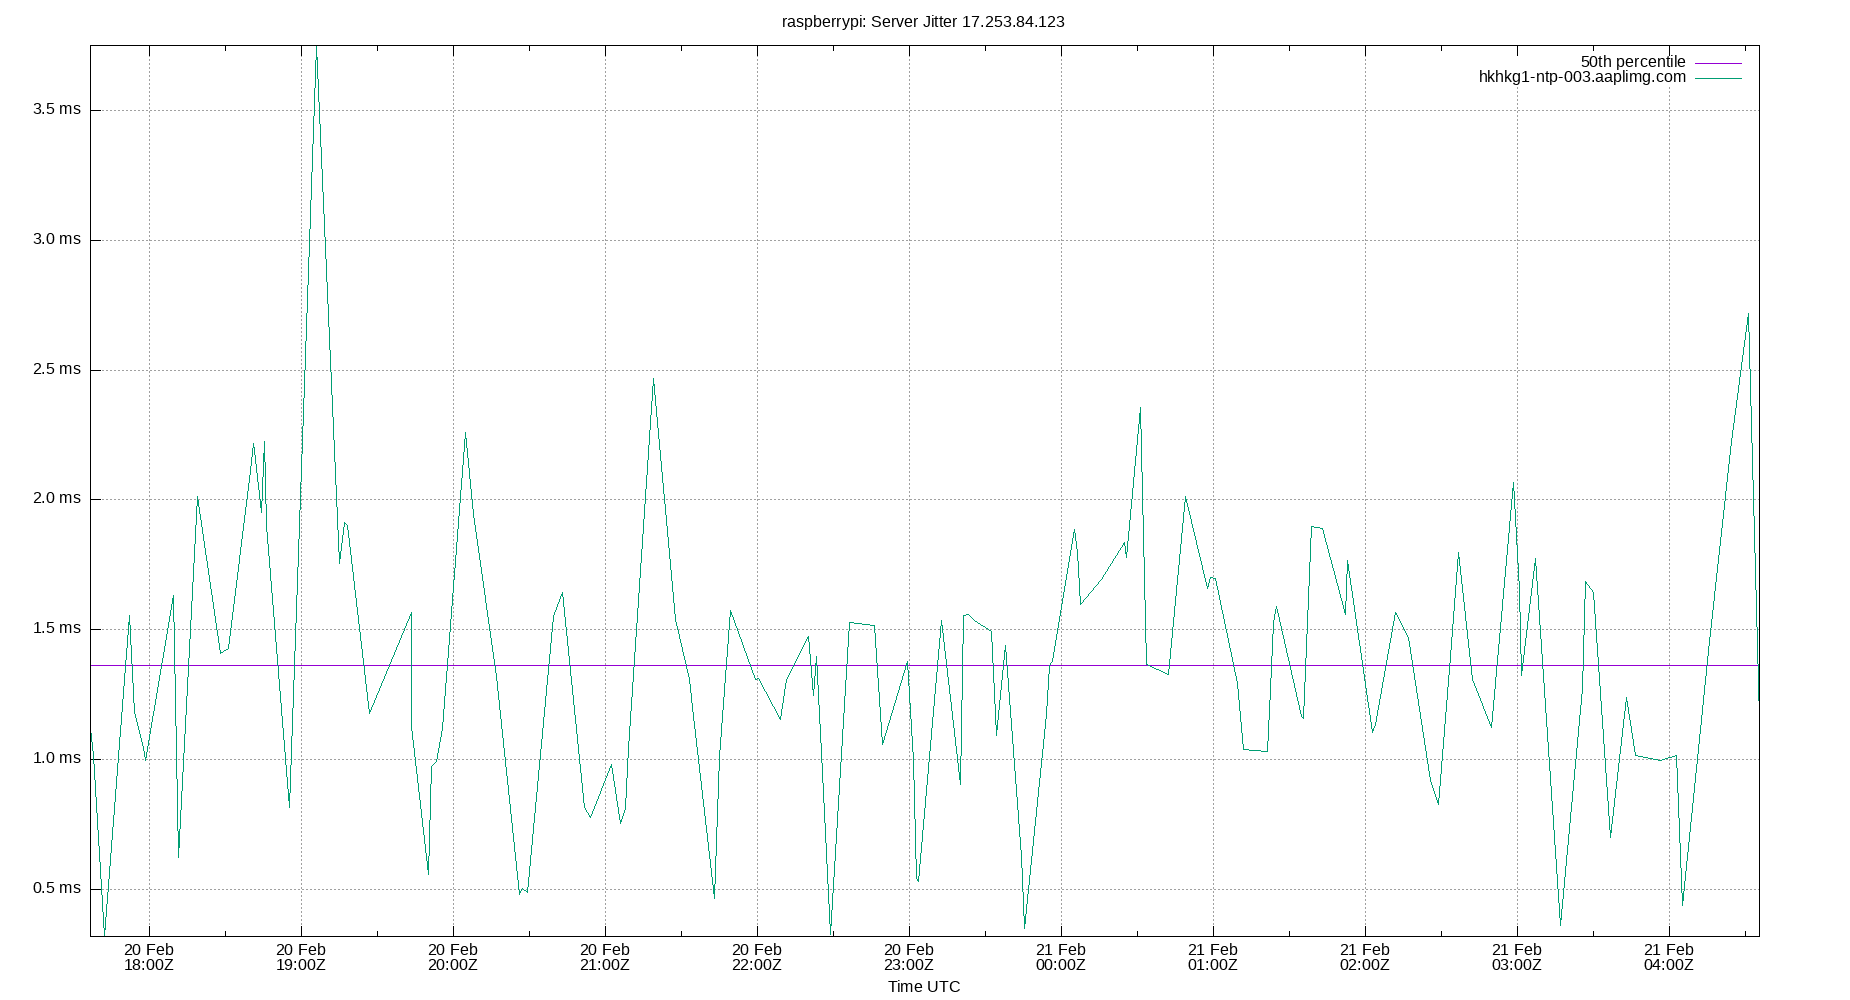 raspberrypi: Server Jitter 17.253.84.123
50th percentile
hkhkg1-ntp-003.aaplimg.com
3.5 ms
3.0 ms
2.5 ms
2.0 ms
1.5 ms
1.0 ms
0.5 ms
20 Feb 20 Feb 20 Feb 20 Feb 20 Feb 20 Feb 21 Feb 21 Feb 21 Feb 21 Feb 21 Feb
18:00Z 19:00Z 20:00Z 21:00Z 22:00Z 23:00Z 00:00Z 01:00Z 02:00Z 03:00Z 04:00Z
Time UTC